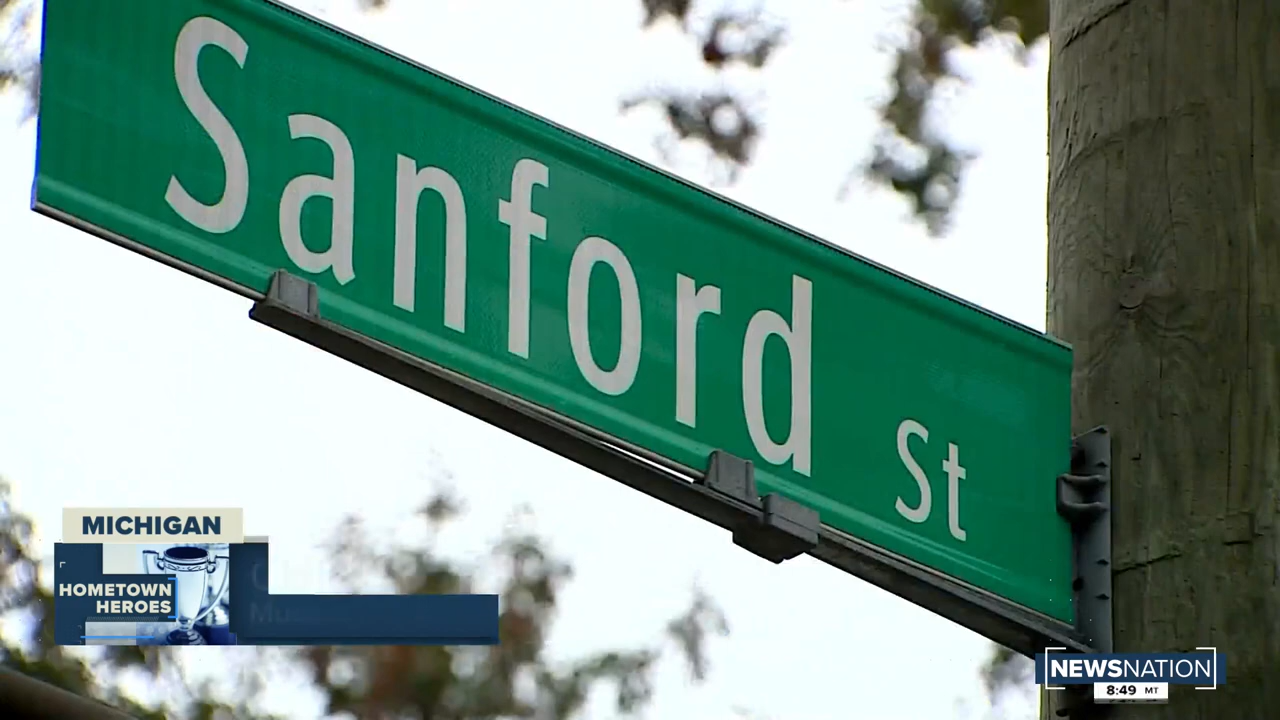 Sanford St
MICHIGAN
HOMETOWN
HEROES
NEWSNATION
8:49 MT